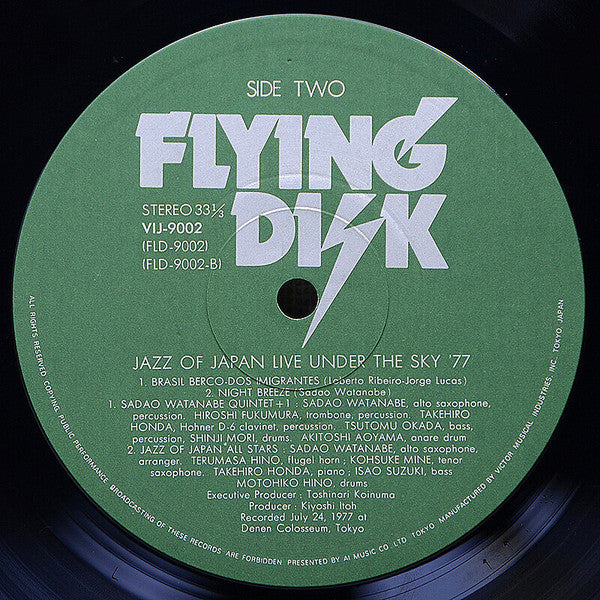 SIDE TWO
FLYING
DISK
STEREO 33 1/3
VIJ-9002
(FLD-9002)
(FLD-9002-B)
JAZZ OF JAPAN LIVE UNDER THE SKY '77
1. BRASIL BERCO-DOS IMIGRANTES (Loberto Ribeiro-Jorge Lucas)
2. NIGHT BREEZE (Sadao Watanabe)
1. SADAO WATANABE QUINTET+1 : SADAO WATANABE, alto saxophone,
percussion. HIROSHI FUKUMURA, trombone, percussion. TAKEHIRO
HONDA, Hohner D-6 clavinet, percussion. TSUTOMU OKADA, bass,
percussion, SHINJI MORI, drums. AKITOSHI AOYAMA, anare drum
2. JAZZ OF JAPAN ALL STARS : SADAO WATANABE, alto saxophone,
arranger. TERUMASA HINO, flugel horn ; KOHSUKE MINE, tenor
saxophone. TAKEHIRO HONDA, piano ; ISAO SUZUKI, bass
MOTOHIKO HINO, drums
Executive Producer : Toshinari Koinuma
Producer : Kiyoshi Itoh
Recorded July 24, 1977 at
Denen Colosseum, Tokyo
ALL RIGHTS RESERVED COPYING, PUBLIC PERFORMANCE, BROADCASTING OF THESE RECORDS ARE FORBIDDEN. PRESENTED BY AI MUSIC CO. LTD. TOKYO MANUFACTURED BY VICTOR MUSICAL INDUSTRIES, INC. TOKYO JAPAN